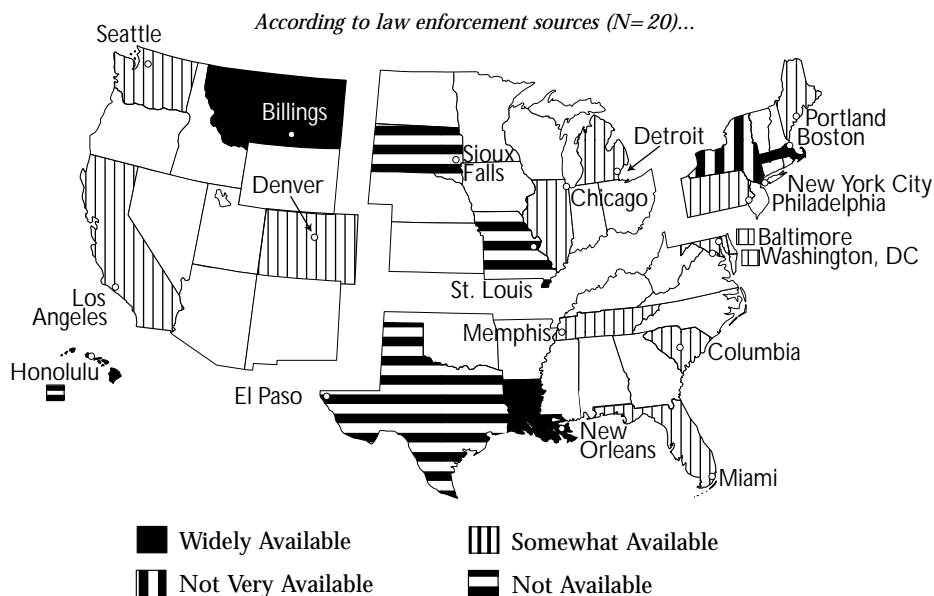 According to law enforcement sources (N=20)...
Seattle
Billings
Sioux
Falls
Detroit
Portland
Boston
Denver
Chicago
New York City
Philadelphia
Baltimore
Washington, DC
Los
Angeles
St. Louis
Memphis
Columbia
Honolulu
El Paso
New
Orleans
Miami
Widely Available
Somewhat Available
Not Very Available
Not Available